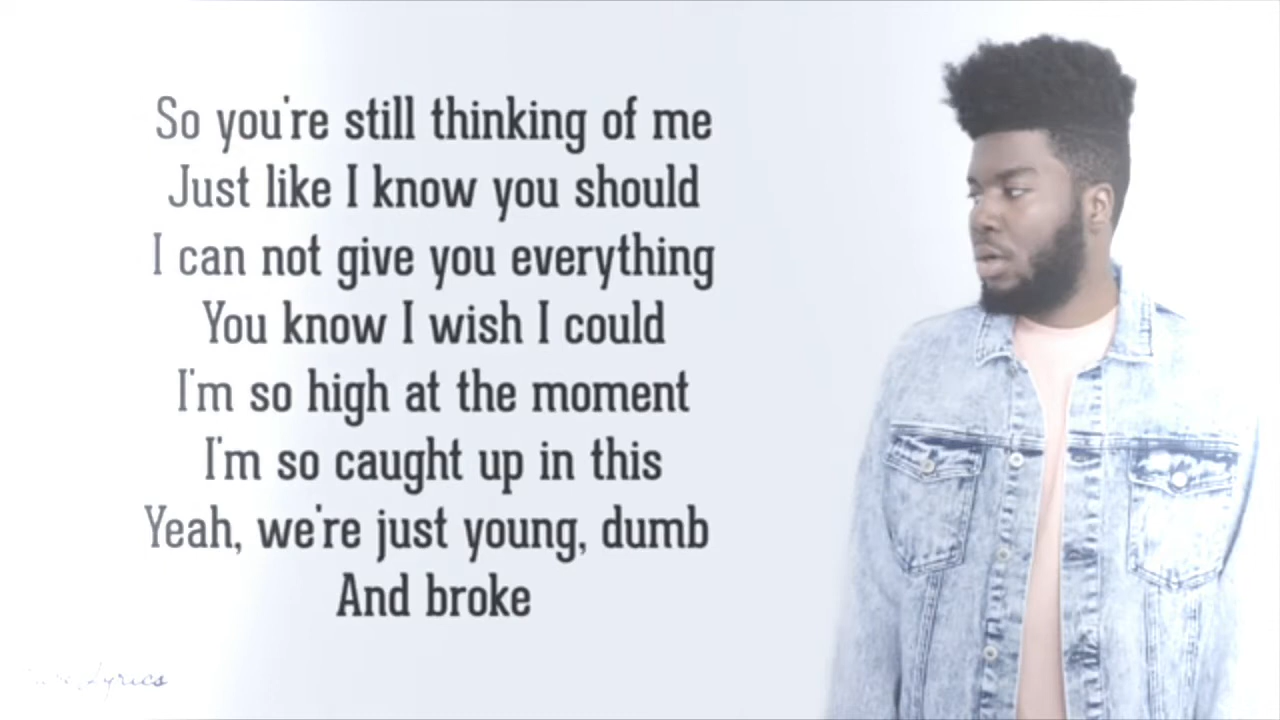 So you're still thinking of me
Just like I know you should
I can not give you everything
You know I wish I could
I'm so high at the moment
I'm so caught up in this
Yeah, we're just young, dumb
And broke
Lyrics